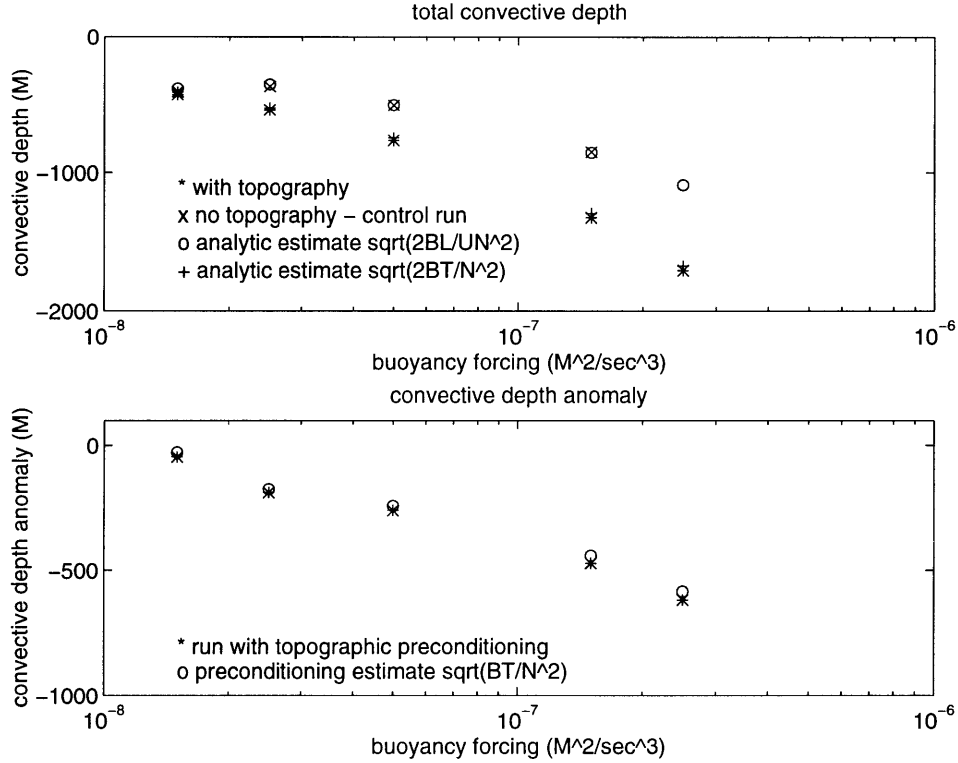 total convective depth
0
-1000
-2000
convective depth (M)
* with topography
x no topography – control run
o analytic estimate sqrt(2BL/UN^2)
+ analytic estimate sqrt(2BT/N^2)
10^-8
10^-7
10^-6
buoyancy forcing (M^2/sec^3)
convective depth anomaly
0
-500
-1000
convective depth anomaly (M)
* run with topographic preconditioning
o preconditioning estimate sqrt(BT/N^2)
10^-8
10^-7
10^-6
buoyancy forcing (M^2/sec^3)